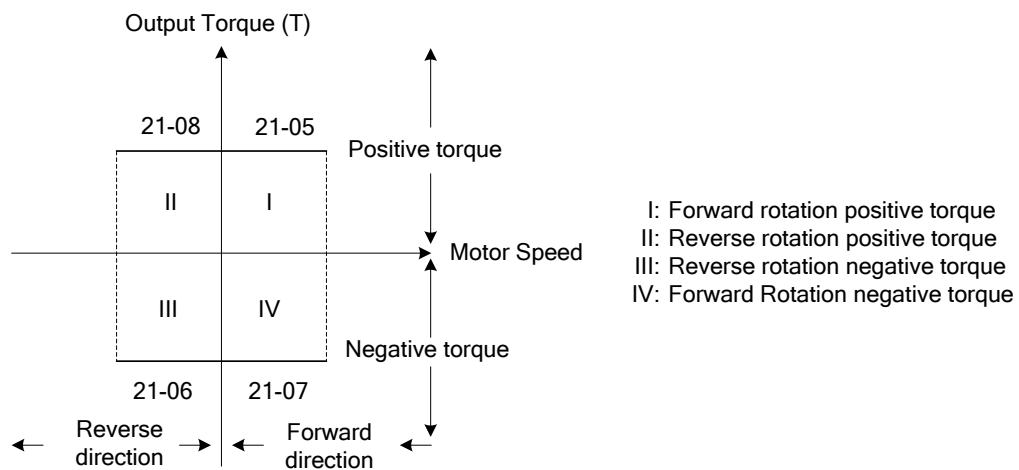 Output Torque (T)
21-08
21-05
Positive torque
II
I
Motor Speed
III
IV
Negative torque
21-06
21-07
Reverse
direction
Forward
direction
I: Forward rotation positive torque
II: Reverse rotation positive torque
III: Reverse rotation negative torque
IV: Forward Rotation negative torque